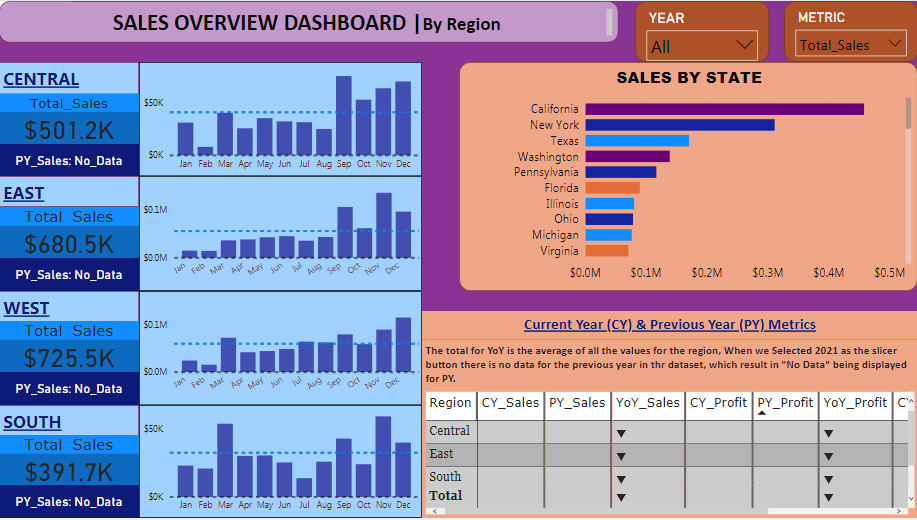 SALES OVERVIEW DASHBOARD |By Region
YEAR
All
METRIC
Total_Sales
CENTRAL
Total_Sales
$501.2K
PY_Sales: No_Data
$50K
$0K
Jan Feb Mar Apr May Jun Jul Aug Sep Oct Nov Dec
EAST
Total Sales
$680.5K
PY_Sales: No_Data
$0.1M
$0.0M
Jan Feb Mar Apr May Jun Jul Aug Sep Oct Nov Dec
WEST
Total Sales
$725.5K
PY_Sales: No_Data
$0.1M
$0.0M
Jan Feb Mar Apr May Jun Jul Aug Sep Oct Nov Dec
SOUTH
Total Sales
$391.7K
PY_Sales: No_Data
$50K
$0K
Jan Feb Mar Apr May Jun Jul Aug Sep Oct Nov Dec
SALES BY STATE
California
New York
Texas
Washington
Pennsylvania
Florida
Illinois
Ohio
Michigan
Virginia
$0.0M $0.1M $0.2M $0.3M $0.4M $0.5M
Current Year (CY) & Previous Year (PY) Metrics
The total for YoY is the average of all the values for the region, When we Selected 2021 as the slicer
button there is no data for the previous year in thr dataset, which result in "No Data" being displayed
for PY.
Region CY_Sales PY_Sales YoY_Sales CY_Profit PY_Profit YoY_Profit CY
Central
East
South
Total